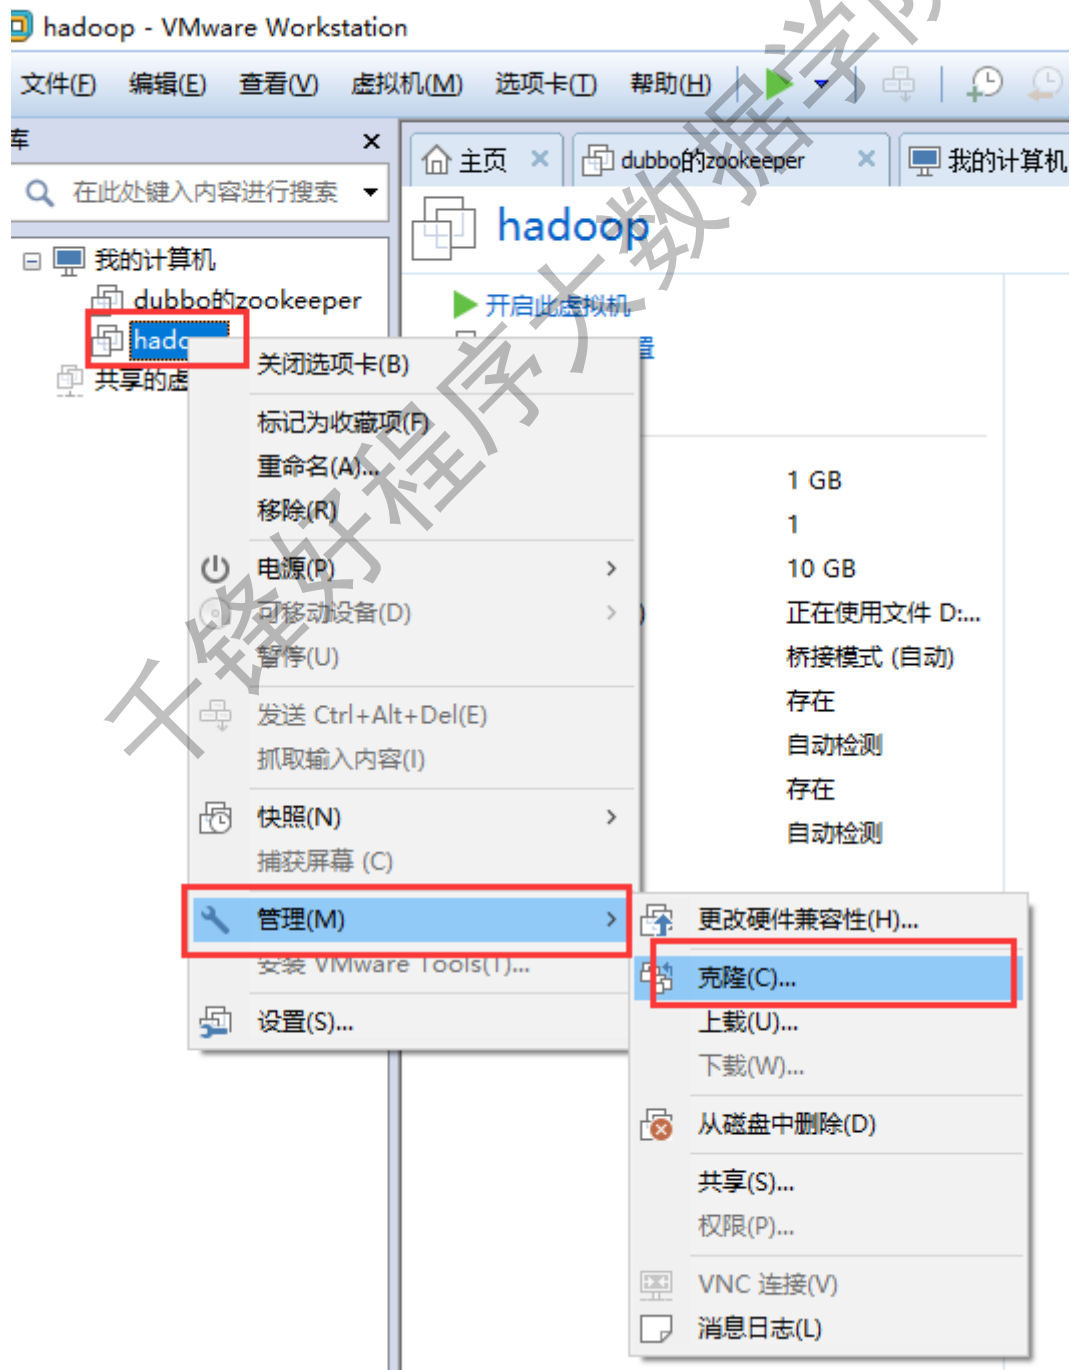 hadoop - VMware Workstation
文件(F) 编辑(E) 查看(V) 虚拟机(M) 选项卡(T) 帮助(H)
库
在此处键入内容进行搜索
主页 dubbo的zookeeper 我的计算机
hadoop
我的计算机
dubbo的zookeeper
共享的虚
开启此虚拟机
置
关闭选项卡(B)
标记为收藏项(F)
重命名(A)...
移除(R)
电源(P)
可移动设备(D)
暂停(U)
发送 Ctrl+Alt+Del(E)
抓取输入内容(I)
快照(N)
捕获屏幕 (C)
管理(M)
安装 VMware Tools(T)...
设置(S)...
1 GB
1
10 GB
正在使用文件 D:...
桥接模式 (自动)
存在
自动检测
存在
自动检测
更改硬件兼容性(H)...
克隆(C)...
上载(U)...
下载(W)...
从磁盘中删除(D)
共享(S)...
权限(P)...
VNC 连接(V)
消息日志(L)
千锋好程序大数据学院